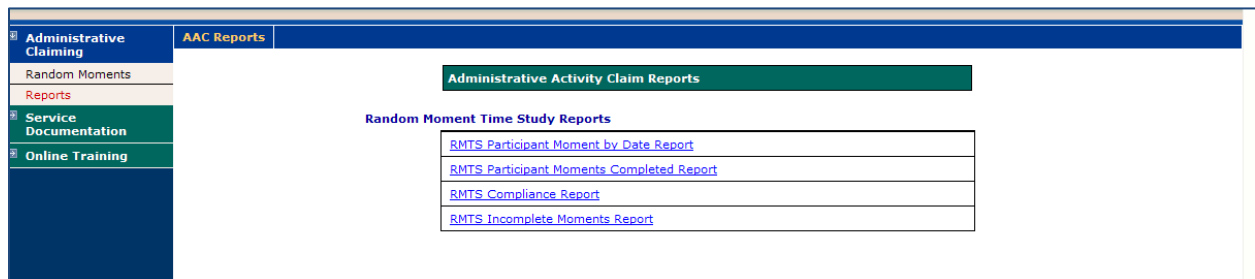 Administrative
Claiming
AAC Reports
Random Moments
Reports
Service
Documentation
Online Training
Administrative Activity Claim Reports
Random Moment Time Study Reports
RMTS Participant Moment by Date Report
RMTS Participant Moments Completed Report
RMTS Compliance Report
RMTS Incomplete Moments Report